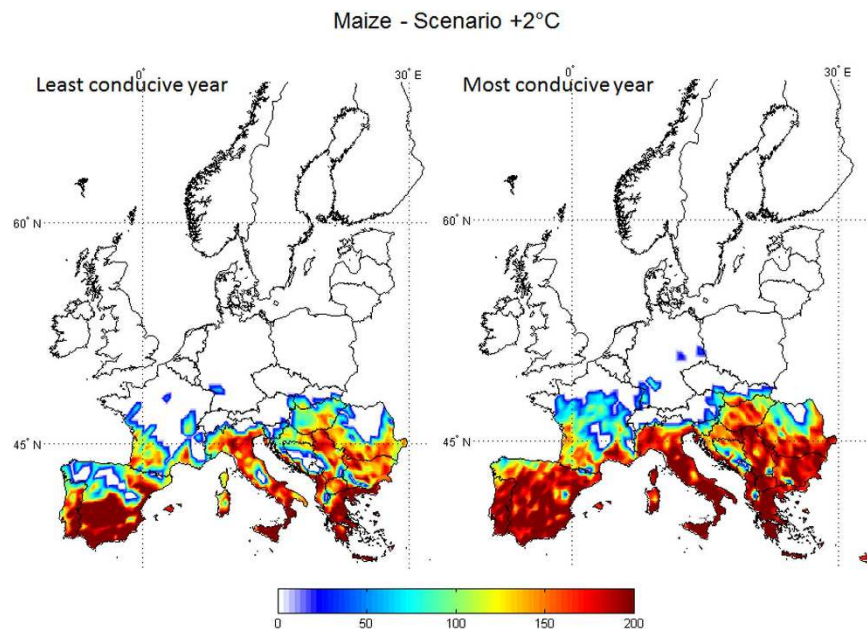 Maize - Scenario +2°C
Least conducive year
0°
30° E
60° N
45° N
Most conducive year
0°
30° E
60° N
45° N
0
50
100
150
200